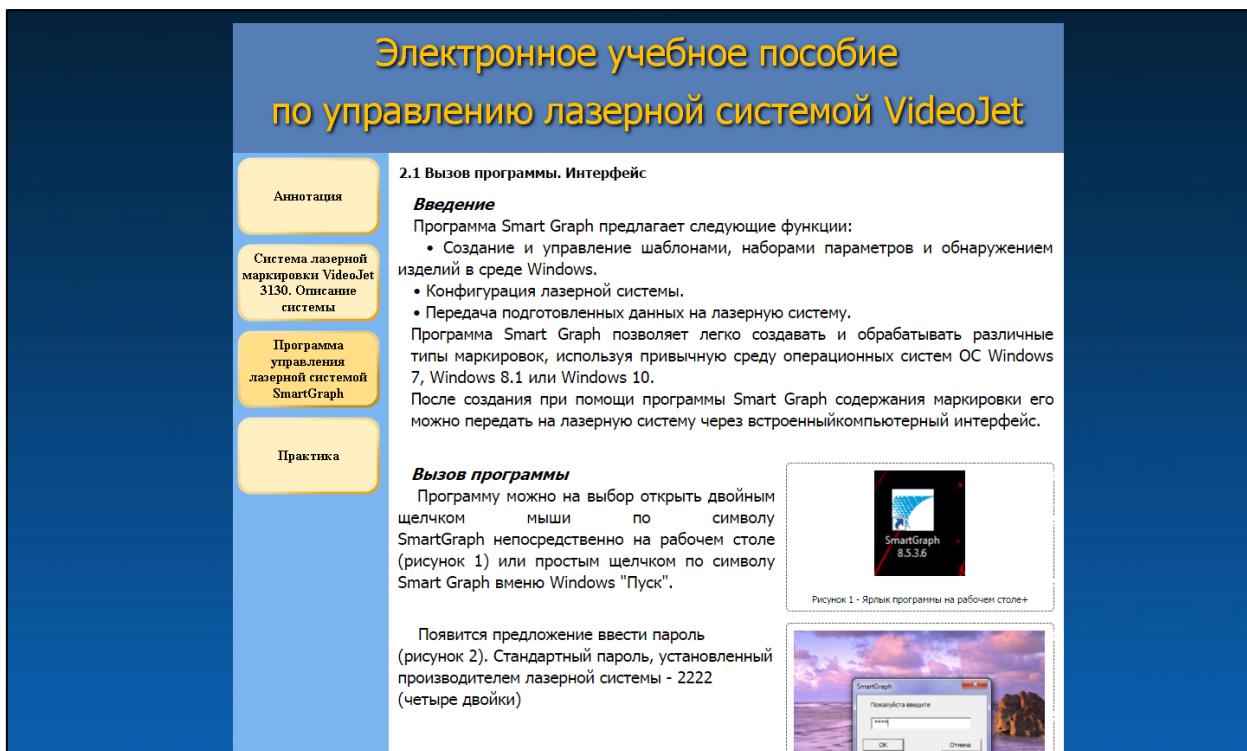 Электронное учебное пособие
по управлению лазерной системой VideoJet
Аннотация
Система лазерной
маркировки VideoJet
3130. Описание
системы
Программа
управления
лазерной системой
SmartGraph
Практика
2.1 Вызов программы. Интерфейс
Введение
Программа Smart Graph предлагает следующие функции:
• Создание и управление шаблонами, наборами параметров и обнаружением
изделий в среде Windows.
• Конфигурация лазерной системы.
• Передача подготовленных данных на лазерную систему.
Программа Smart Graph позволяет легко создавать и обрабатывать различные
типы маркировок, используя привычную среду операционных систем ОС Windows
7, Windows 8.1 или Windows 10.
После создания при помощи программы Smart Graph содержания маркировки его
можно передать на лазерную систему через встроенныйкомпьютерный интерфейс.
Вызов программы
Программу можно на выбор открыть двойным
щелчком мыши по символу
SmartGraph непосредственно на рабочем столе
(рисунок 1) или простым щелчком по символу
Smart Graph вменю Windows "Пуск".
SmartGraph
8.5.3.6
Рисунок 1 - Ярлык программы на рабочем столе+
Появится предложение ввести пароль
(рисунок 2). Стандартный пароль, установленный
производителем лазерной системы - 2222
(четыре двойки)
SmartGraph
Пожалуйста введите
****
OK Отмена